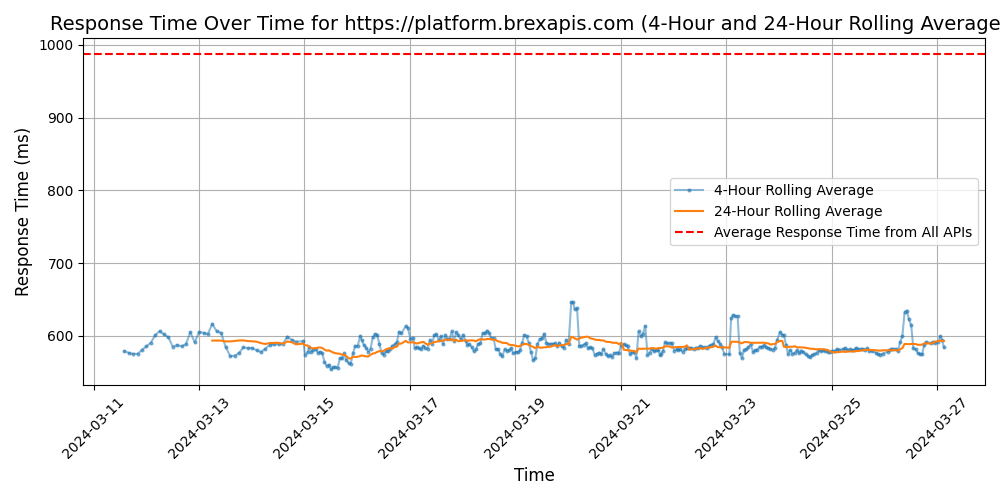 Response Time Over Time for https://platform.brexapis.com (4-Hour and 24-Hour Rolling Average
Response Time (ms)
1000
900
800
700
600
4-Hour Rolling Average
24-Hour Rolling Average
Average Response Time from All APIs
2024-03-11
2024-03-13
2024-03-15
2024-03-17
2024-03-19
2024-03-21
2024-03-23
2024-03-25
2024-03-27
Time